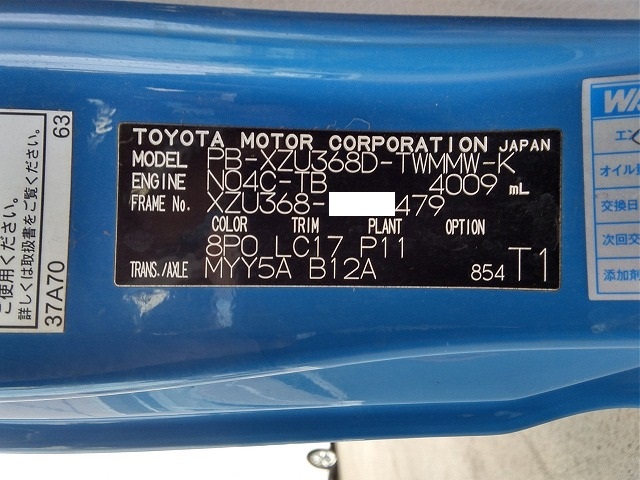 TOYOTA MOTOR CORPORATION JAPAN
MODEL PB-XZU368D-TWMMW-K
ENGINE N04C-TB 4009 mL
FRAME No. XZU368- 479
COLOR TRIM PLANT OPTION
8P0 LC17 P11
TRANS./AXLE MYY5A B12A 854 T1
ご使用ください。
詳しくは取扱書をご覧ください。
37A70 63
WA
エン
オイル
交換日
次回交
添加剤